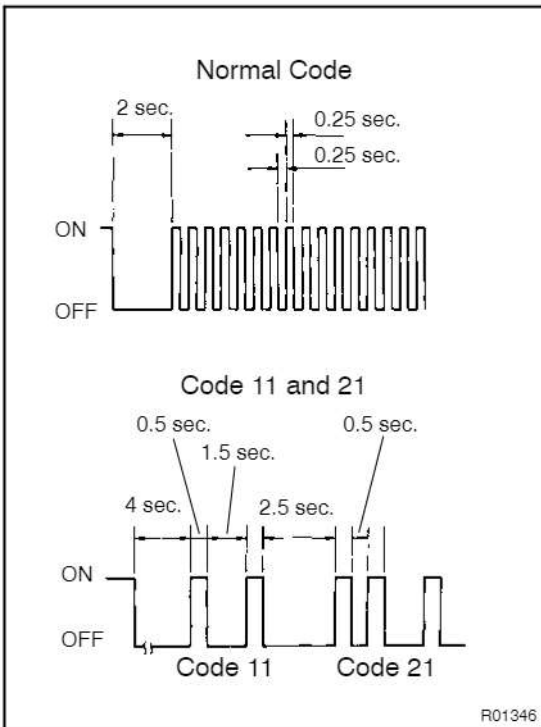 Normal Code
2 sec.
0.25 sec.
0.25 sec.
ON
OFF
Code 11 and 21
0.5 sec.
0.5 sec.
1.5 sec.
4 sec.
2.5 sec.
ON
OFF
Code 11
Code 21
R01346